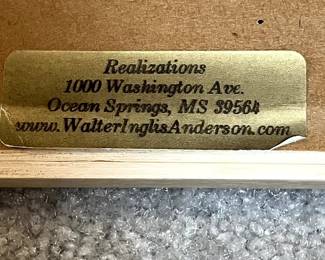 Realizations
1000 Washington Ave.
Ocean Springs, MS 39564
www.WalterInglisAnderson.com